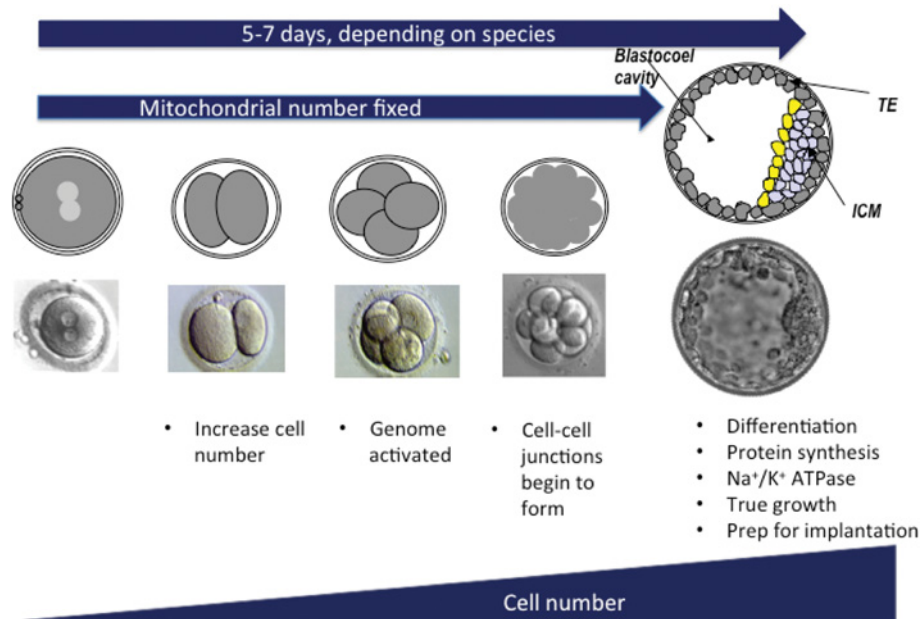 5-7 days, depending on species
Blastocoel
cavity
Mitochondrial number fixed
TE
ICM
• Increase cell
number
• Genome
activated
• Cell-cell
junctions
begin to
form
• Differentiation
• Protein synthesis
• Na⁺/K⁺ ATPase
• True growth
• Prep for implantation
Cell number